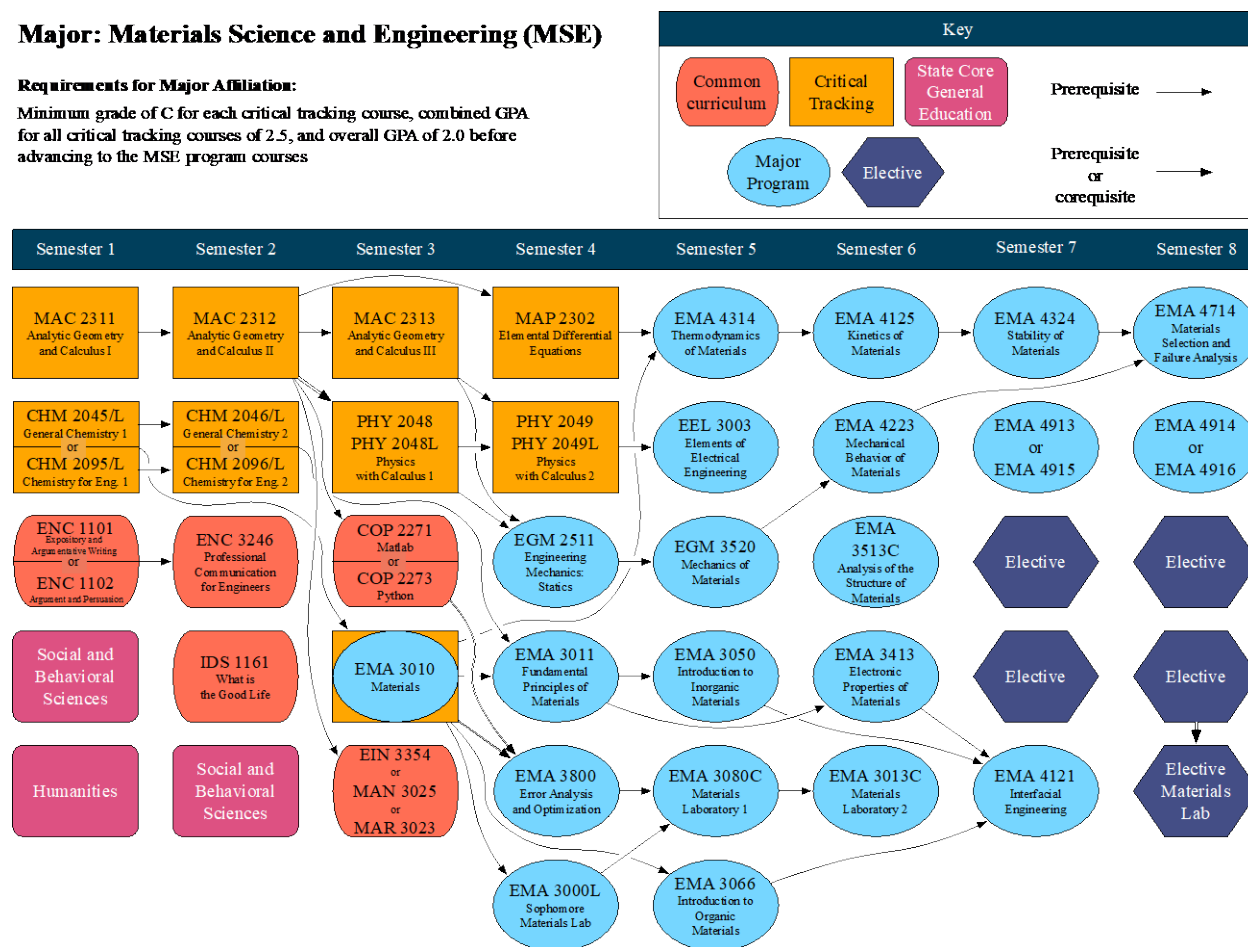 Major: Materials Science and Engineering (MSE)
Requirements for Major Affiliation:
Minimum grade of C for each critical tracking course, combined GPA
for all critical tracking courses of 2.5, and overall GPA of 2.0 before
advancing to the MSE program courses
Key
Common
curriculum
Critical
Tracking
State Core
General
Education
Prerequisite
Major
Program
Elective
Prerequisite
or
corequisite
Semester 1
Semester 2
Semester 3
Semester 4
Semester 5
Semester 6
Semester 7
Semester 8
MAC 2311
Analytic Geometry
and Calculus I
MAC 2312
Analytic Geometry
and Calculus II
MAC 2313
Analytic Geometry
and Calculus III
MAP 2302
Elemental Differential
Equations
EMA 4314
Thermodynamics
of Materials
EMA 4125
Kinetics of
Materials
EMA 4324
Stability of
Materials
EMA 4714
Materials
Selection and
Failure Analysis
CHM 2045/L
General Chemistry 1
or
CHM 2095/L
Chemistry for Eng. 1
CHM 2046/L
General Chemistry 2
or
CHM 2096/L
Chemistry for Eng. 2
PHY 2048
PHY 2048L
Physics
with Calculus 1
PHY 2049
PHY 2049L
Physics
with Calculus 2
EEL 3003
Elements of
Electrical
Engineering
EMA 4223
Mechanical
Behavior of
Materials
EMA 4913
or
EMA 4915
EMA 4914
or
EMA 4916
ENC 1101
Expository and
Argumentative Writing
or
ENC 1102
Argument and Persuasion
ENC 3246
Professional
Communication
for Engineers
COP 2271
Matlab
or
COP 2273
Python
EGM 2511
Engineering
Mechanics:
Statics
EGM 3520
Mechanics of
Materials
EMA
3513C
Analysis of the
Structure of
Materials
Elective
Elective
Social and
Behavioral
Sciences
IDS 1161
What is
the Good Life
EMA 3010
Materials
EMA 3011
Fundamental
Principles of
Materials
EMA 3050
Introduction to
Inorganic
Materials
EMA 3413
Electronic
Properties of
Materials
Elective
Elective
Humanities
Social and
Behavioral
Sciences
EIN 3354
or
MAN 3025
or
MAR 3023
EMA 3800
Error Analysis
and Optimization
EMA 3080C
Materials
Laboratory 1
EMA 3013C
Materials
Laboratory 2
EMA 4121
Interfacial
Engineering
Elective
Materials
Lab
EMA 3000L
Sophomore
Materials Lab
EMA 3066
Introduction to
Organic
Materials